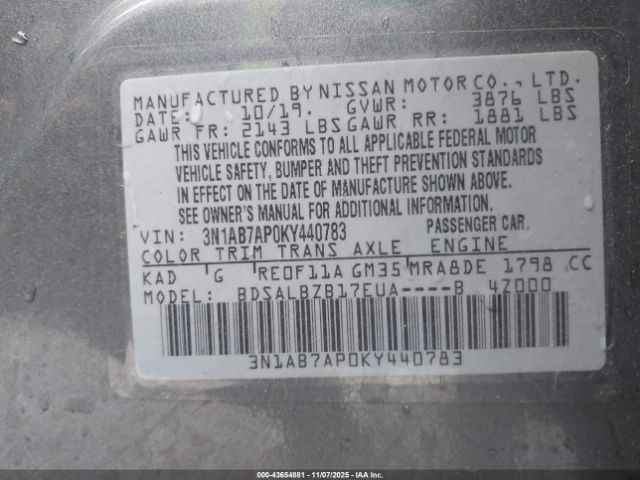 MANUFACTURED BY NISSAN MOTOR CO., LTD.
DATE: 10/19. GVWR: 3876 LBS
GAWR FR: 2143 LBS GAWR RR: 1881 LBS
THIS VEHICLE CONFORMS TO ALL APPLICABLE FEDERAL MOTOR
VEHICLE SAFETY, BUMPER AND THEFT PREVENTION STANDARDS
IN EFFECT ON THE DATE OF MANUFACTURE SHOWN ABOVE.
SEE OWNER'S MANUAL FOR ADDITIONAL INFORMATION.
VIN: 3N1AB7AP0KY440783 PASSENGER CAR.
COLOR TRIM TRANS AXLE ENGINE
KAD G RE0F11A GM35 MRA8DE 1798 CC
MODEL: BDSALBZB17EUA----B 4Z000
3N1AB7AP0KY440783
000-43654881 - 11/07/2025 - IAA Inc.